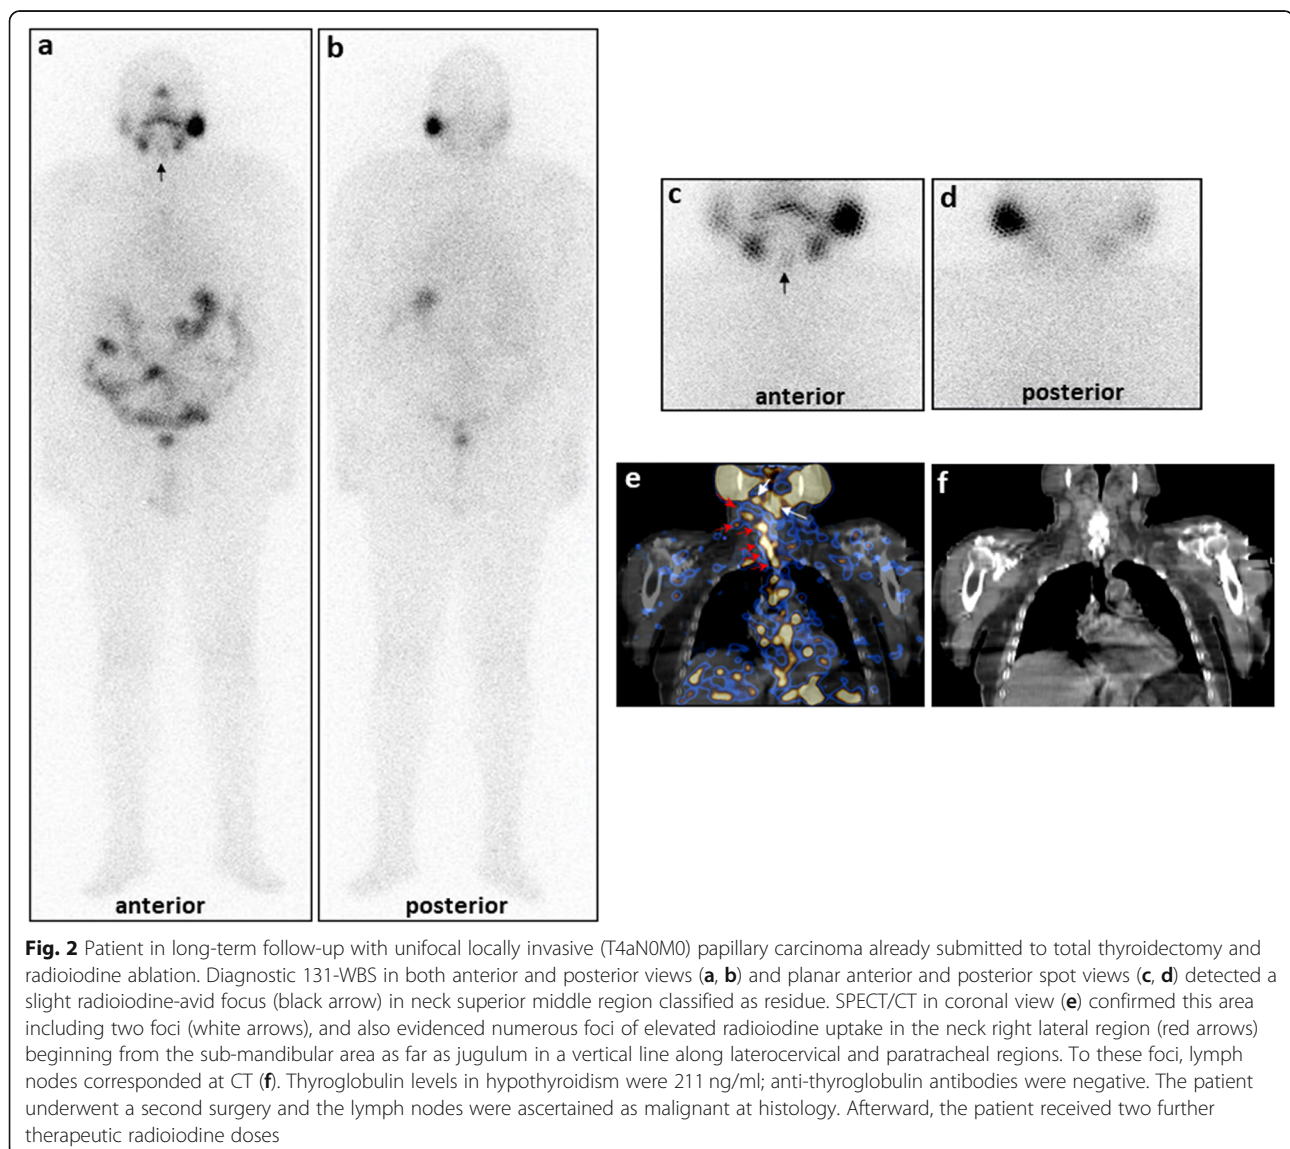 a
b
anterior
posterior
c
d
anterior
posterior
e
f
L
Fig. 2 Patient in long-term follow-up with unifocal locally invasive (T4aN0M0) papillary carcinoma already submitted to total thyroidectomy and
radioiodine ablation. Diagnostic 131-WBS in both anterior and posterior views (a, b) and planar anterior and posterior spot views (c, d) detected a
slight radioiodine-avid focus (black arrow) in neck superior middle region classified as residue. SPECT/CT in coronal view (e) confirmed this area
including two foci (white arrows), and also evidenced numerous foci of elevated radioiodine uptake in the neck right lateral region (red arrows)
beginning from the sub-mandibular area as far as jugulum in a vertical line along laterocervical and paratracheal regions. To these foci, lymph
nodes corresponded at CT (f). Thyroglobulin levels in hypothyroidism were 211 ng/ml; anti-thyroglobulin antibodies were negative. The patient
underwent a second surgery and the lymph nodes were ascertained as malignant at histology. Afterward, the patient received two further
therapeutic radioiodine doses